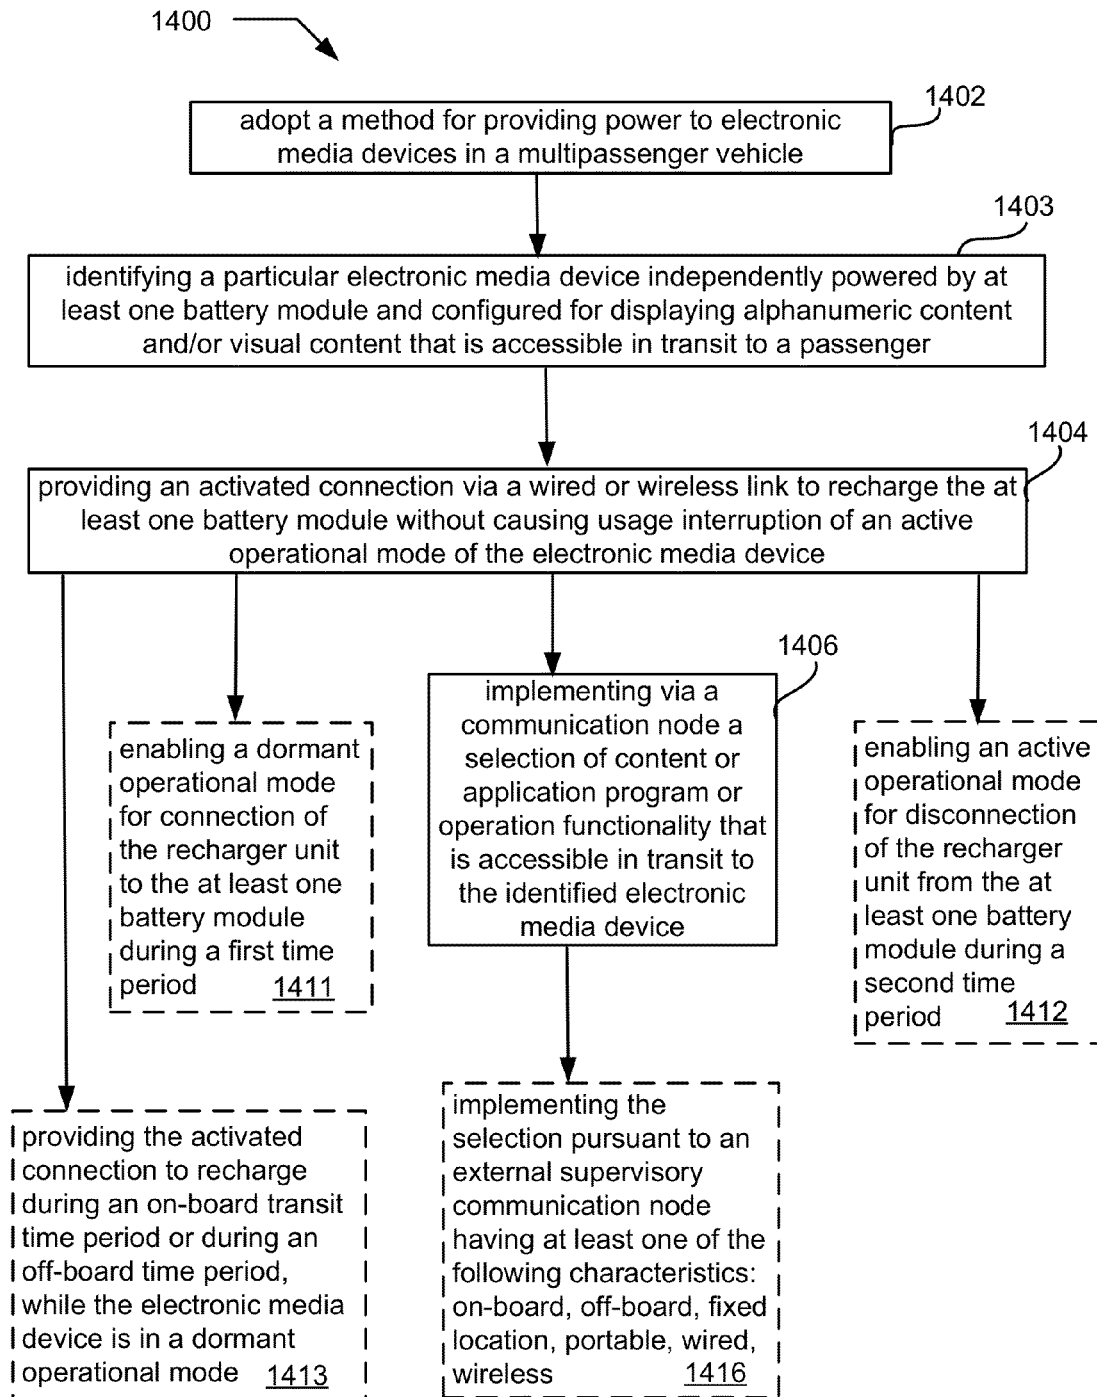 1400
1402
adopt a method for providing power to electronic
media devices in a multipassenger vehicle
1403
identifying a particular electronic media device independently powered by at
least one battery module and configured for displaying alphanumeric content
and/or visual content that is accessible in transit to a passenger
1404
providing an activated connection via a wired or wireless link to recharge the at
least one battery module without causing usage interruption of an active
operational mode of the electronic media device
1406
implementing via a
communication node a
selection of content or
application program or
operation functionality that
is accessible in transit to
the identified electronic
media device
enabling a dormant
operational mode
for connection of
the recharger unit
to the at least one
battery module
during a first time
period 1411
enabling an active
operational mode
for disconnection
of the recharger
unit from the at
least one battery
module during a
second time
period 1412
providing the activated
connection to recharge
during an on-board transit
time period or during an
off-board time period,
while the electronic media
device is in a dormant
operational mode 1413
implementing the
selection pursuant to an
external supervisory
communication node
having at least one of the
following characteristics:
on-board, off-board, fixed
location, portable, wired,
wireless 1416